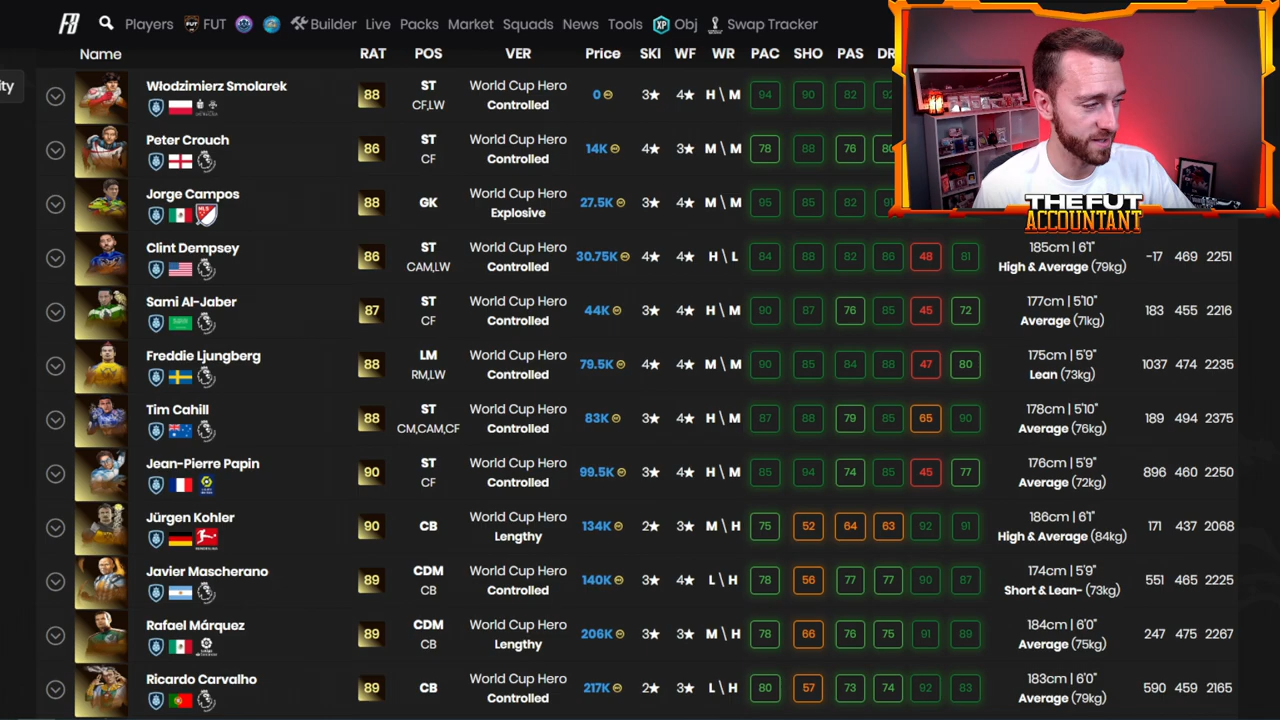 FB Players FUT Builder Live Packs Market Squads News Tools XP Obj Swap Tracker
Name RAT POS VER Price SKI WF WR PAC SHO PAS DR
ity
Włodzimierz Smolarek 88 ST CF,LW World Cup Hero Controlled 0 3★ 4★ H \ M 94 90 82 92
Peter Crouch 86 ST CF World Cup Hero Controlled 14K 4★ 3★ M \ M 78 88 76 80
Jorge Campos 88 GK World Cup Hero Explosive 27.5K 3★ 4★ M \ M 95 85 82 91
THE FUT
ACCOUNTANT
Clint Dempsey 86 ST CAM,LW World Cup Hero Controlled 30.75K 4★ 4★ H \ L 84 88 82 86 48 81 185cm | 6'1" High & Average (79kg) -17 469 2251
Sami Al-Jaber 87 ST CF World Cup Hero Controlled 44K 3★ 4★ H \ M 90 87 76 85 45 72 177cm | 5'10" Average (71kg) 183 455 2216
Freddie Ljungberg 88 LM RM,LW World Cup Hero Controlled 79.5K 4★ 4★ M \ M 90 85 84 88 47 80 175cm | 5'9" Lean (73kg) 1037 474 2235
Tim Cahill 88 ST CM,CAM,CF World Cup Hero Controlled 83K 3★ 4★ H \ M 87 88 79 85 65 90 178cm | 5'10" Average (76kg) 189 494 2375
Jean-Pierre Papin 90 ST CF World Cup Hero Controlled 99.5K 3★ 4★ H \ M 85 94 74 85 45 77 176cm | 5'9" Average (72kg) 896 460 2250
Jürgen Kohler 90 CB World Cup Hero Lengthy 134K 2★ 3★ M \ H 75 52 64 63 92 91 186cm | 6'1" High & Average (84kg) 171 437 2068
Javier Mascherano 89 CDM CB World Cup Hero Controlled 140K 3★ 4★ L \ H 78 56 77 77 90 87 174cm | 5'9" Short & Lean- (73kg) 551 465 2225
Rafael Márquez 89 CDM CB World Cup Hero Lengthy 206K 3★ 3★ M \ H 78 66 76 75 91 89 184cm | 6'0" Average (75kg) 247 475 2267
Ricardo Carvalho 89 CB World Cup Hero Controlled 217K 2★ 3★ L \ H 80 57 73 74 92 83 183cm | 6'0" Average (79kg) 590 459 2165